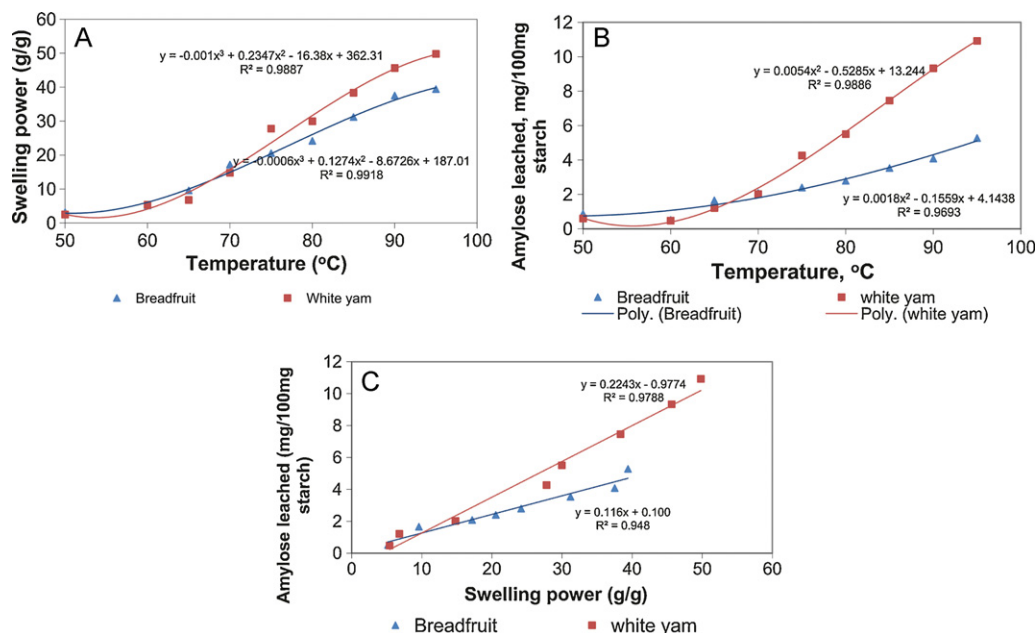 A
60
50
40
30
20
10
0
Swelling power (g/g)
y = -0.001x³ + 0.2347x² - 16.38x + 362.31
R² = 0.9887
y = -0.0006x³ + 0.1274x² - 8.6726x + 187.01
R² = 0.9918
50 60 70 80 90 100
Temperature (°C)
Breadfruit White yam
B
12
10
8
6
4
2
0
Amylose leached, mg/100mg
starch
y = 0.0054x² - 0.5285x + 13.244
R² = 0.9886
y = 0.0018x² - 0.1559x + 4.1438
R² = 0.9693
50 60 70 80 90 100
Temperature, °C
Breadfruit white yam
Poly. (Breadfruit) Poly. (white yam)
C
12
10
8
6
4
2
0
Amylose leached (mg/100mg
starch)
y = 0.2243x - 0.9774
R² = 0.9788
y = 0.116x + 0.100
R² = 0.948
0 10 20 30 40 50 60
Swelling power (g/g)
Breadfruit white yam